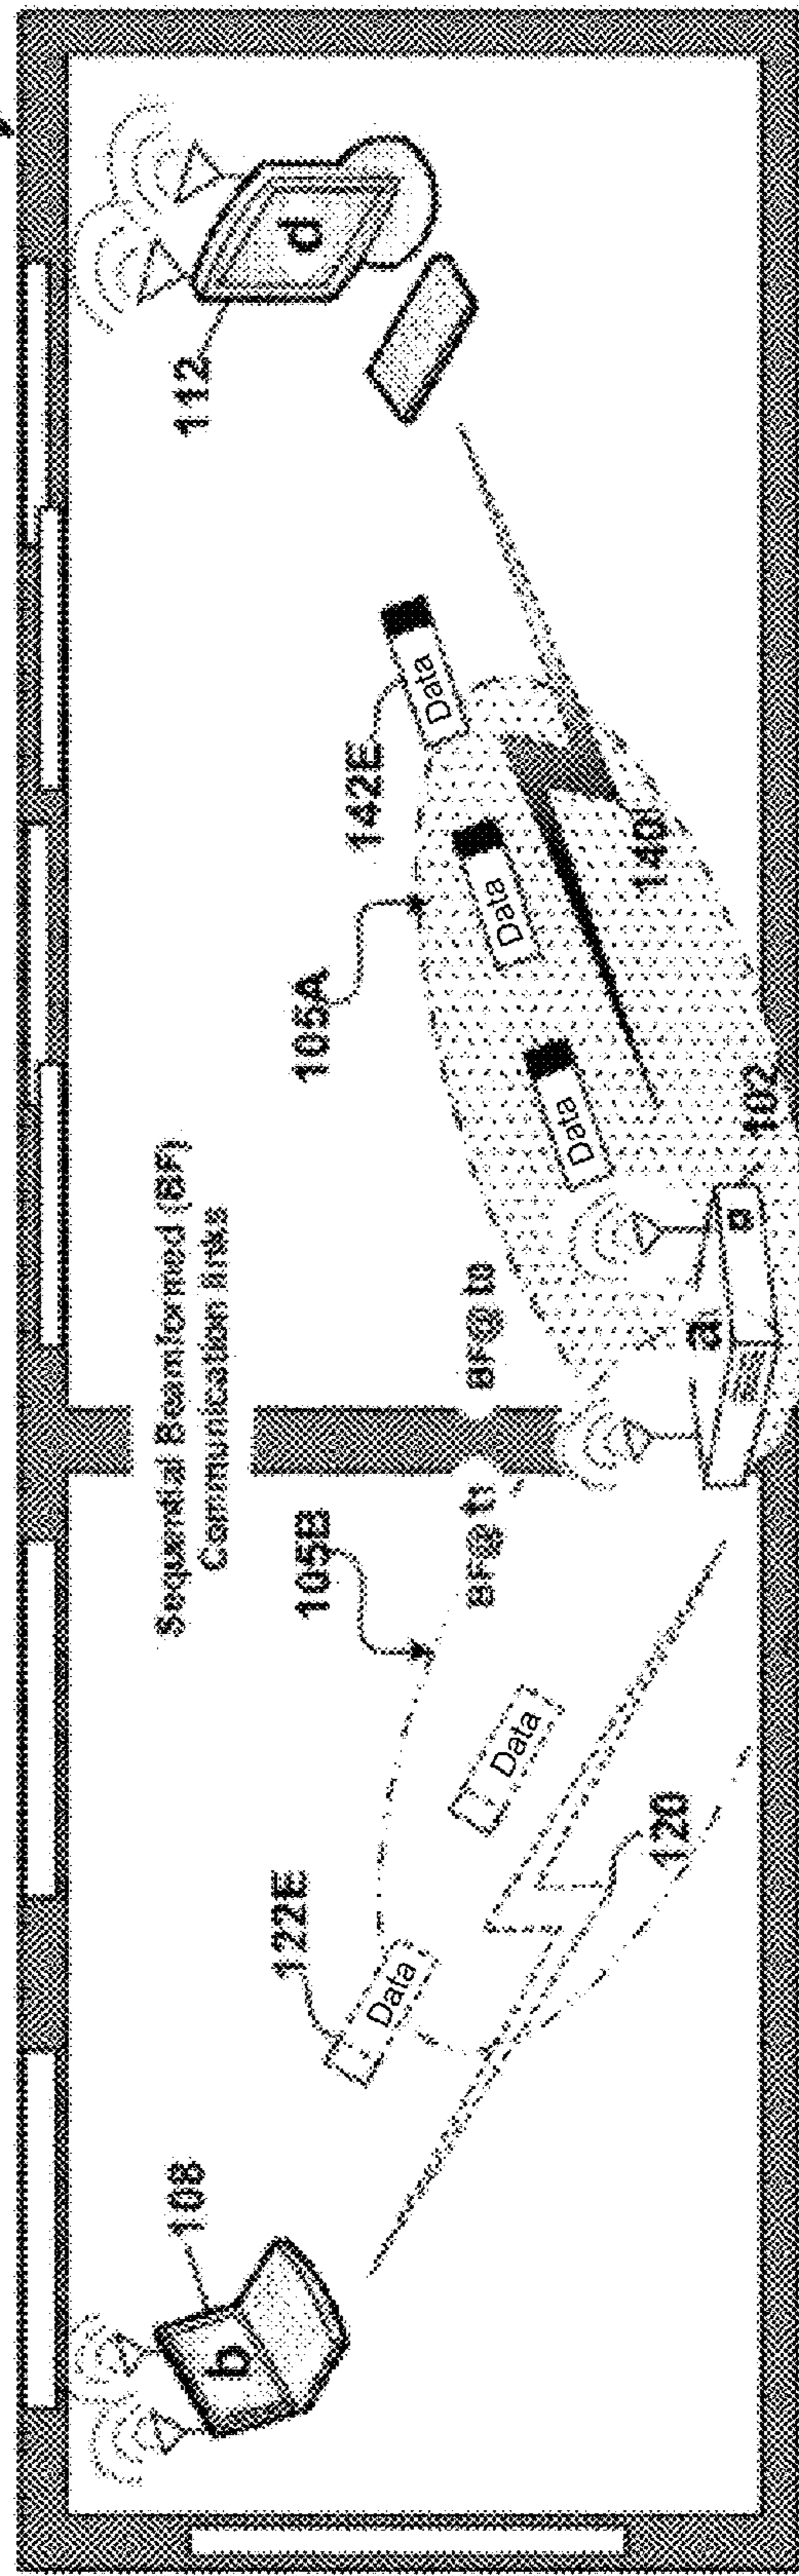 Sequential Beamformed (BF)
Communication links
108
b
122E
Data
Data
120
105B
BF@ t1
BF@ t0
105A
142E
Data
Data
Data
140
a
102
112
d